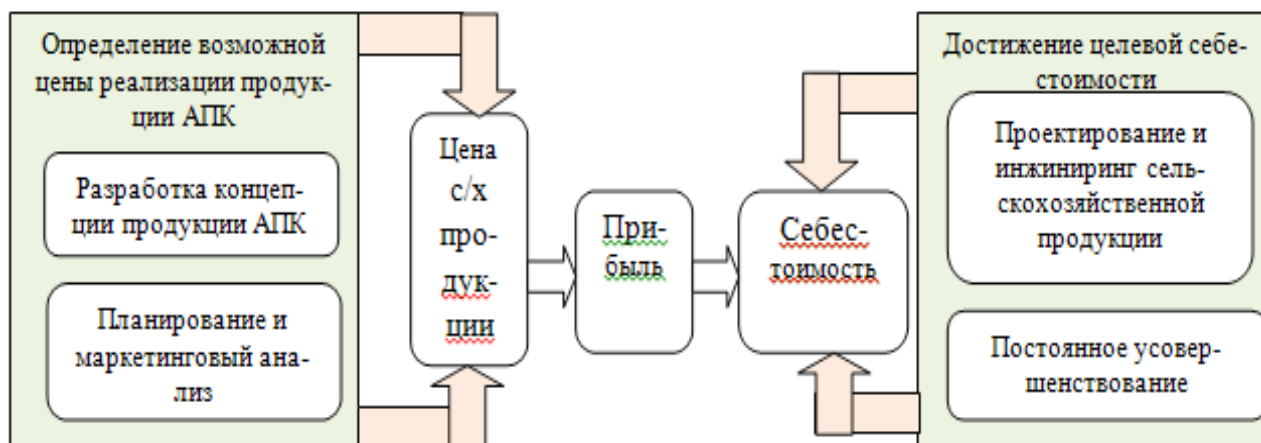 Определение возможной
цены реализации продук-
ции АПК
Разработка концеп-
ции продукции АПК
Планирование и
маркетинговый ана-
лиз
Цена
с/х
про-
дук-
ции
При-
быль
Себес-
тоимость
Достижение целевой себе-
стоимости
Проектирование и
инжиниринг сель-
скохозяйственной
продукции
Постоянное усовер-
шенствование